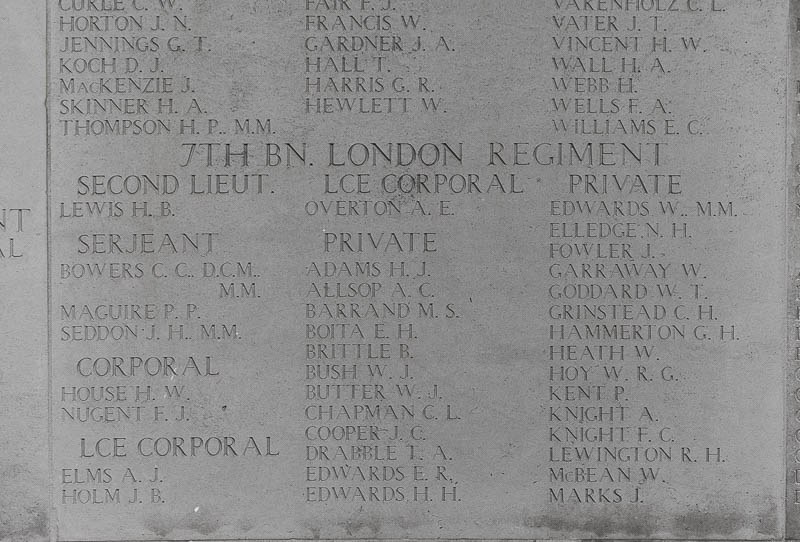 CURLE C. W.
HORTON J. N.
JENNINGS G. T.
KOCH D. J.
MACKENZIE J.
SKINNER H. A.
THOMPSON H. P., M.M.
FAIR F. J.
FRANCIS W.
GARDNER J. A.
HALL T.
HARRIS G. R.
HEWLETT W.
VARENHOLZ C. L.
VATER J. T.
VINCENT H. W.
WALL H. A.
WEBB H.
WELLS F. A.
WILLIAMS E. C.
7TH BN. LONDON REGIMENT
SECOND LIEUT.
LEWIS H. B.
SERJEANT
BOWERS C. C., D.C.M.,
M.M.
MAGUIRE P. P.
SEDDON J. H., M.M.
CORPORAL
HOUSE H. W.
NUGENT F. J.
LCE CORPORAL
ELMS A. J.
HOLM J. B.
LCE CORPORAL
OVERTON A. E.
PRIVATE
ADAMS H. J.
ALLSOP A. C.
BARRAND M. S.
BOITA E. H.
BRITTLE B.
BUSH W. J.
BUTTER W. J.
CHAPMAN C. L.
COOPER J. C.
DRABBLE T. A.
EDWARDS E. R.
EDWARDS H. H.
PRIVATE
EDWARDS W., M.M.
ELLEDGE N. H.
FOWLER J.
GARRAWAY W.
GODDARD W. T.
GRINSTEAD C. H.
HAMMERTON G. H.
HEATH W.
HOY W. R. G.
KENT P.
KNIGHT A.
KNIGHT F. C.
LEWINGTON R. H.
McBEAN W.
MARKS J.